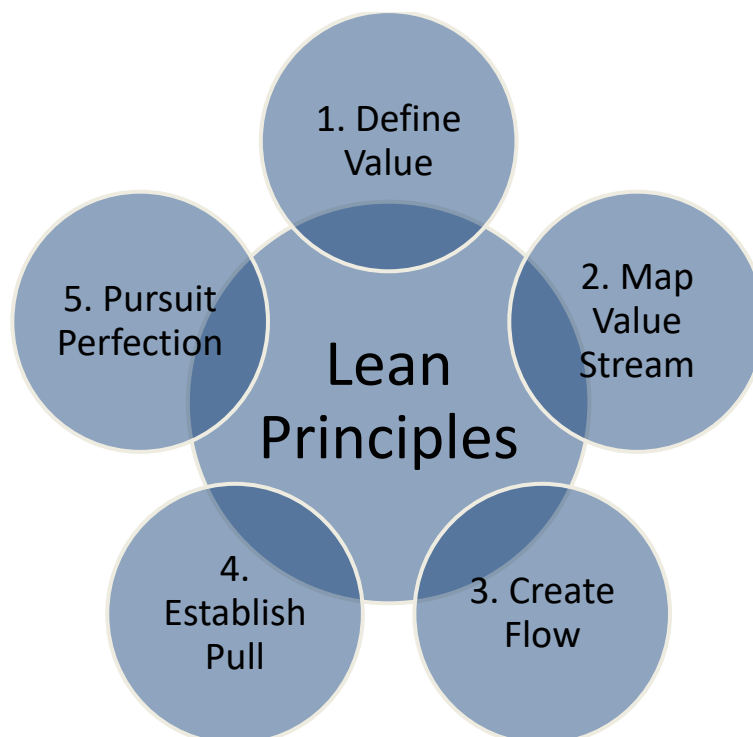 1. Define
Value
2. Map
Value
Stream
3. Create
Flow
4.
Establish
Pull
5. Pursuit
Perfection
Lean
Principles